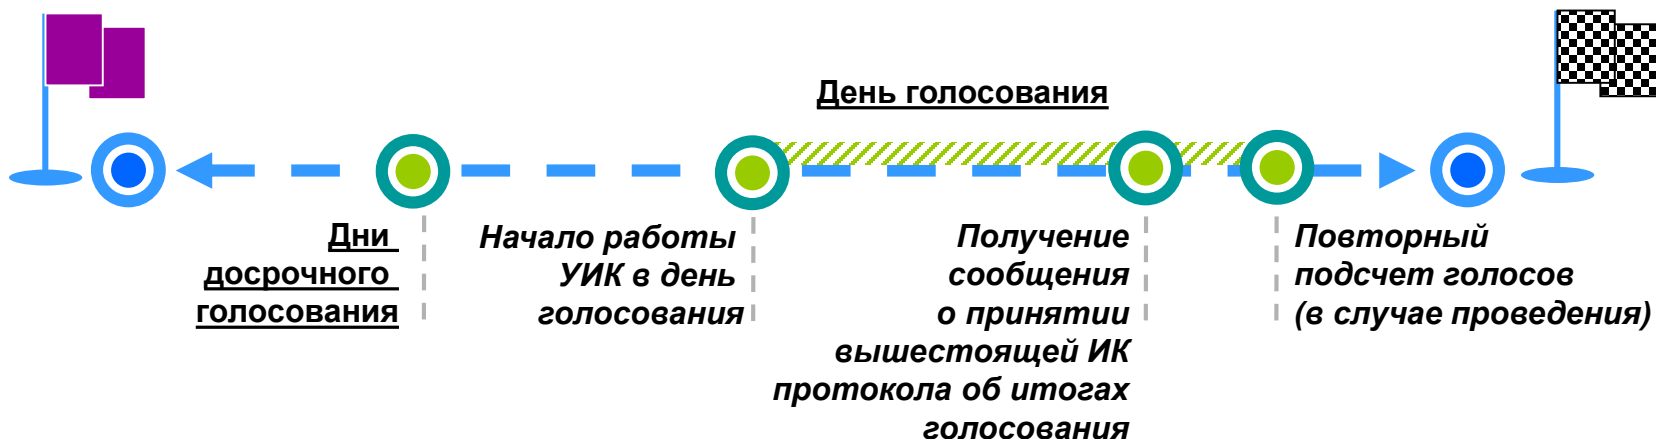 День голосования
Дни
досрочного
голосования
Начало работы
УИК в день
голосования
Получение
сообщения
о принятии
вышестоящей ИК
протокола об итогах
голосования
Повторный
подсчет голосов
(в случае проведения)